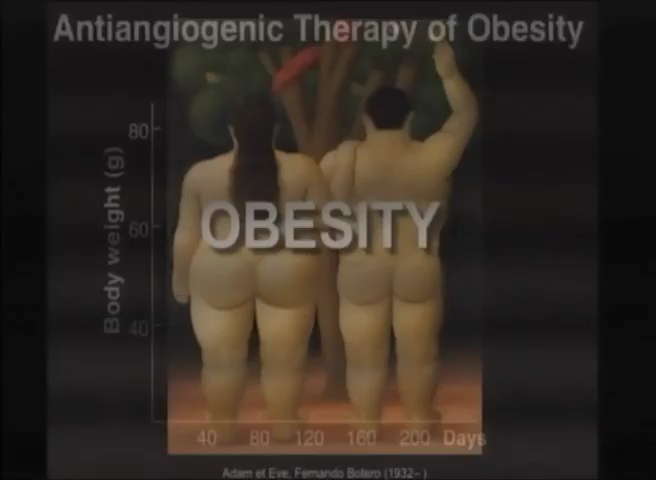 Antiangiogenic Therapy of Obesity
OBESITY
Body weight (g)
80
60
40
40 80 120 160 200 Days
Adam et Eve, Fernando Botero (1932– )